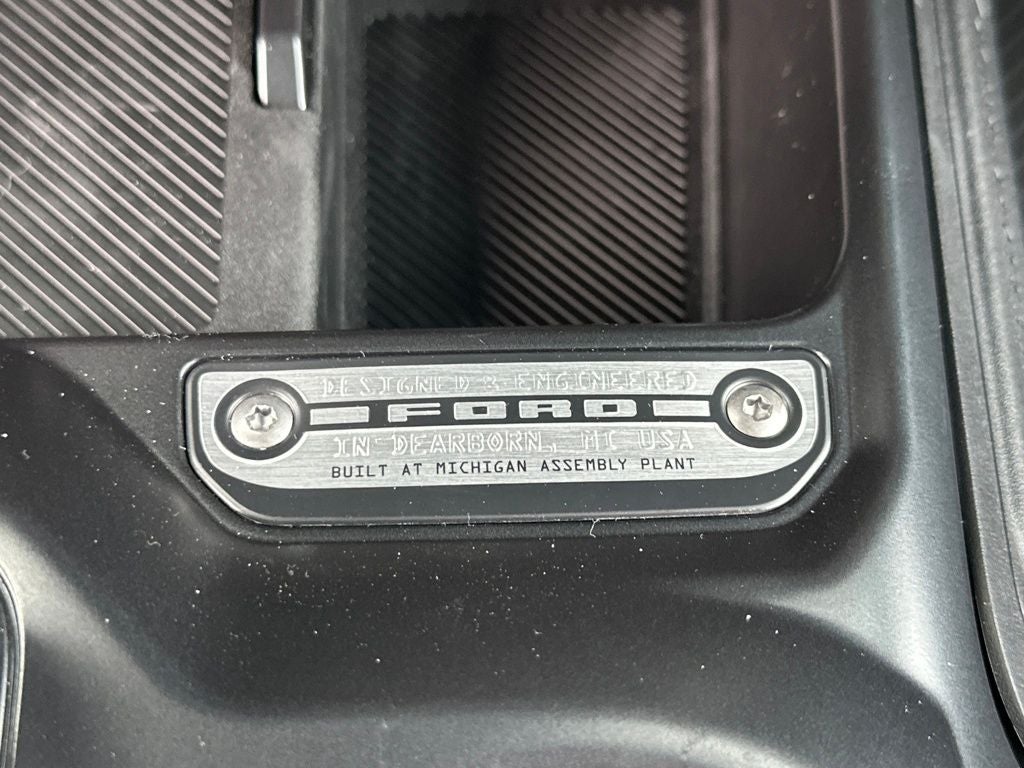 DESIGNED & ENGINEERED
FORD
IN DEARBORN, MI USA
BUILT AT MICHIGAN ASSEMBLY PLANT